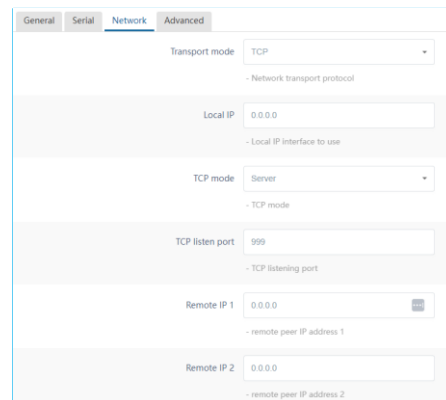 General Serial Network Advanced
Transport mode TCP
- Network transport protocol
Local IP 0.0.0.0
- Local IP interface to use
TCP mode Server
- TCP mode
TCP listen port 999
- TCP listening port
Remote IP 1 0.0.0.0
- remote peer IP address 1
Remote IP 2 0.0.0.0
- remote peer IP address 2